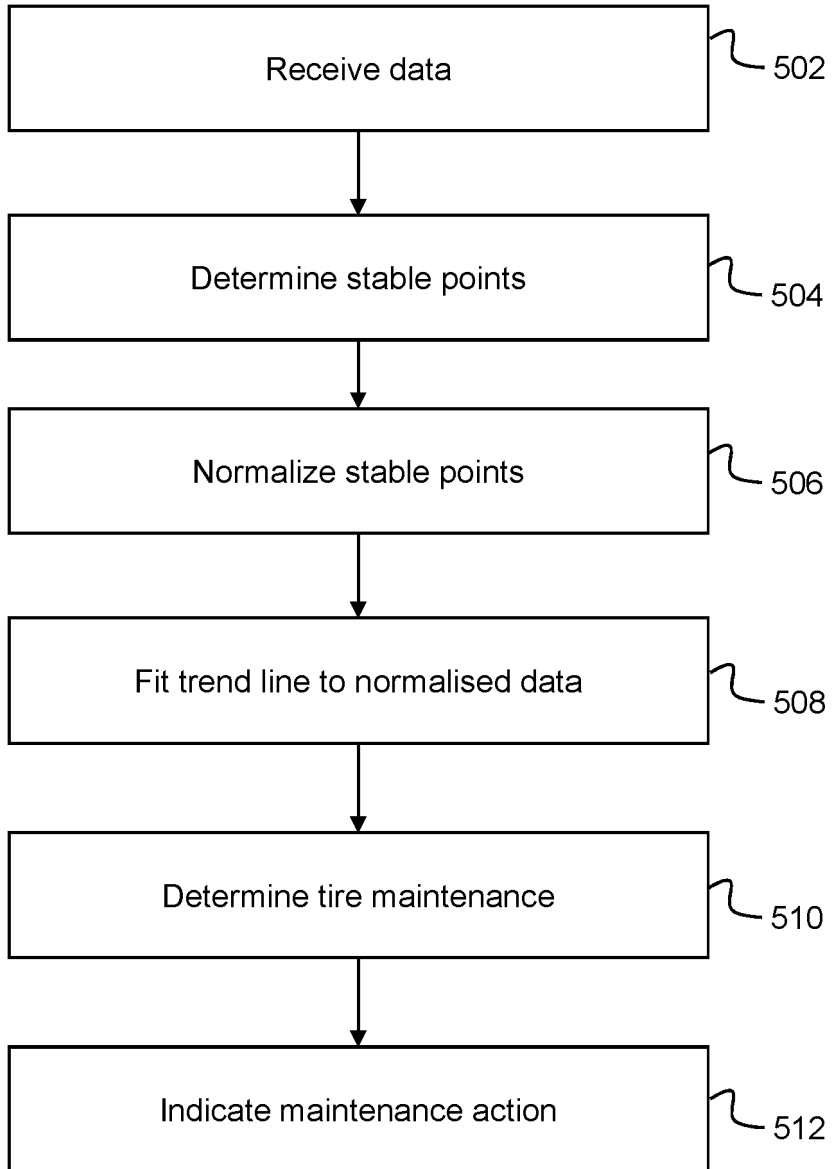 Receive data
502
Determine stable points
504
Normalize stable points
506
Fit trend line to normalised data
508
Determine tire maintenance
510
Indicate maintenance action
512